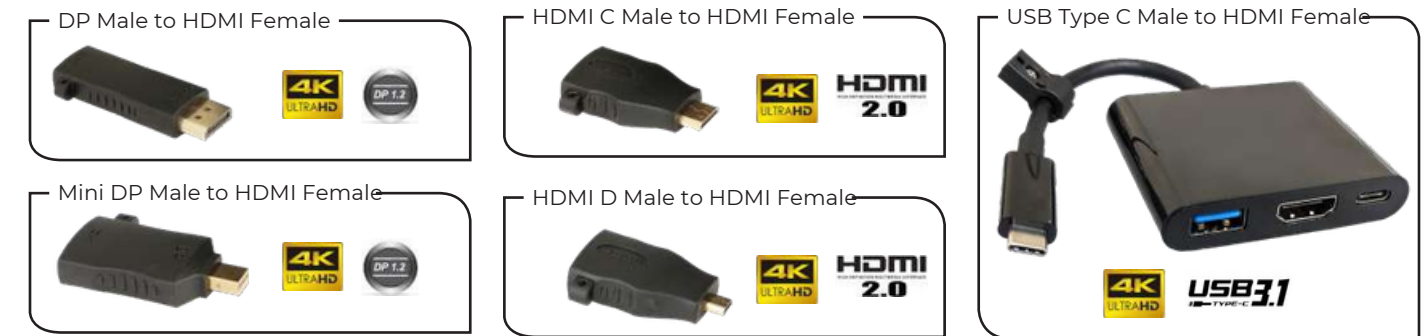 DP Male to HDMI Female
4K
ULTRAHD
DP 1.2
HDMI C Male to HDMI Female
4K
ULTRAHD
HDMI
2.0
USB Type C Male to HDMI Female
4K
ULTRAHD
USB3.1
TYPE-C
Mini DP Male to HDMI Female
4K
ULTRAHD
DP 1.2
HDMI D Male to HDMI Female
4K
ULTRAHD
HDMI
2.0